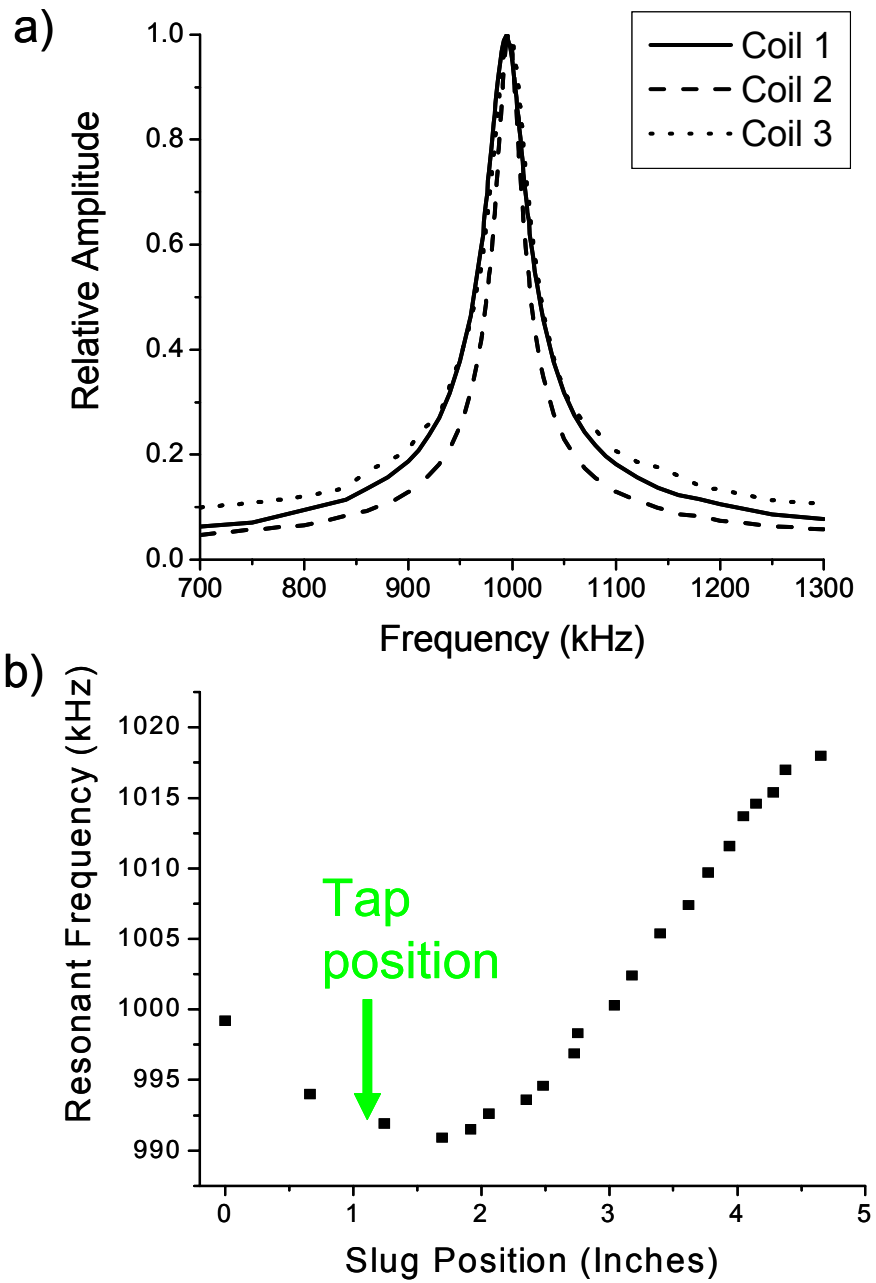 a)
Relative Amplitude
1.0
0.8
0.6
0.4
0.2
0.0
Coil 1
Coil 2
Coil 3
700 800 900 1000 1100 1200 1300
Frequency (kHz)
b)
Resonant Frequency (kHz)
1020
1015
1010
1005
1000
995
990
Tap
position
0 1 2 3 4 5
Slug Position (Inches)